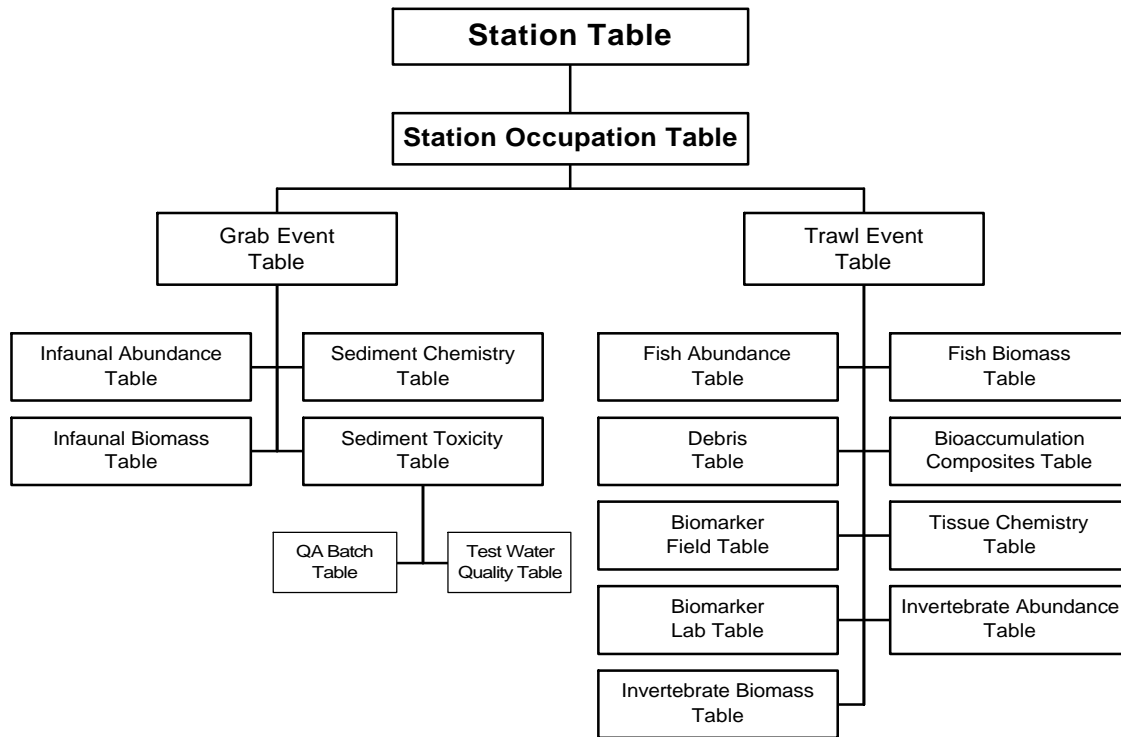 Station Table
Station Occupation Table
Grab Event
Table
Trawl Event
Table
Infaunal Abundance
Table
Sediment Chemistry
Table
Fish Abundance
Table
Fish Biomass
Table
Infaunal Biomass
Table
Sediment Toxicity
Table
Debris
Table
Bioaccumulation
Composites Table
QA Batch
Table
Test Water
Quality Table
Biomarker
Field Table
Tissue Chemistry
Table
Biomarker
Lab Table
Invertebrate Abundance
Table
Invertebrate Biomass
Table